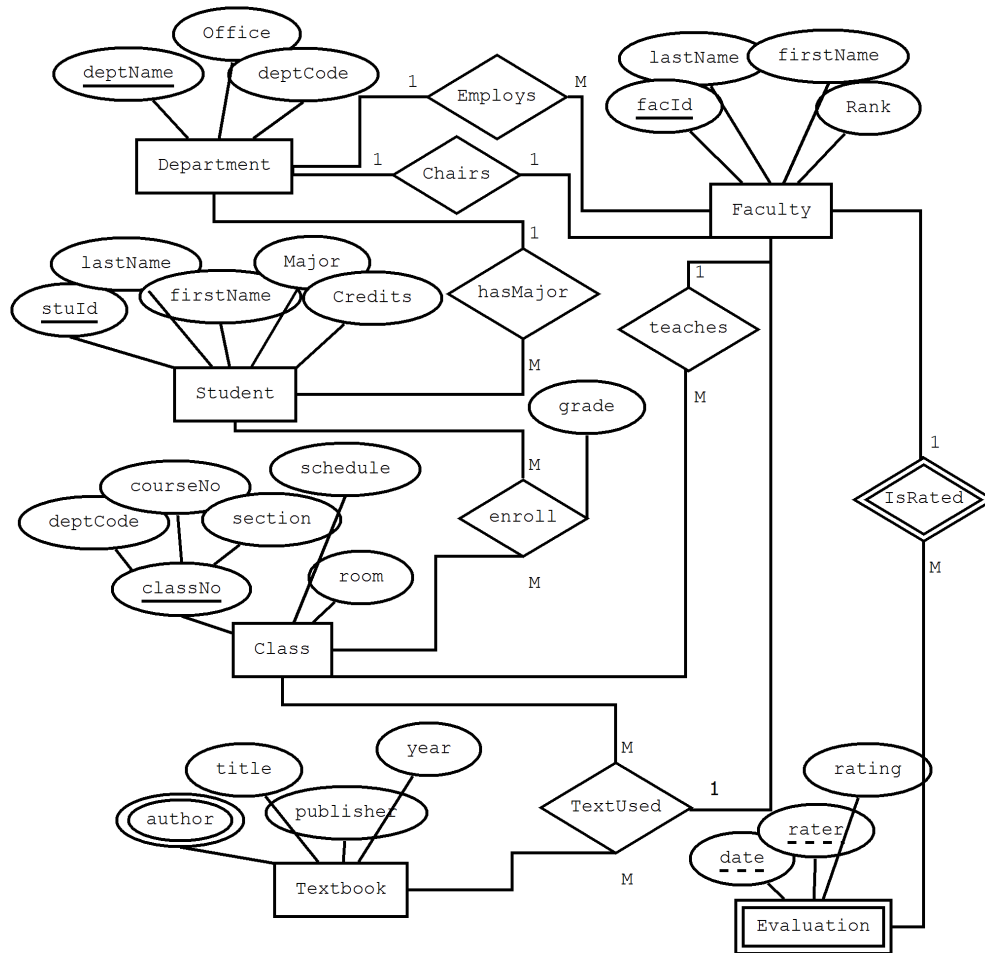 Office
deptName
deptCode
1
Employs
M
lastName
firstName
facId
Rank
Department
1
Chairs
1
Faculty
1
lastName
Major
stuId
firstName
Credits
hasMajor
1
teaches
M
M
Student
grade
1
schedule
M
courseNo
IsRated
deptCode
section
enroll
M
classNo
room
M
Class
year
M
title
rating
TextUsed
1
author
publisher
rater
date
M
Textbook
Evaluation